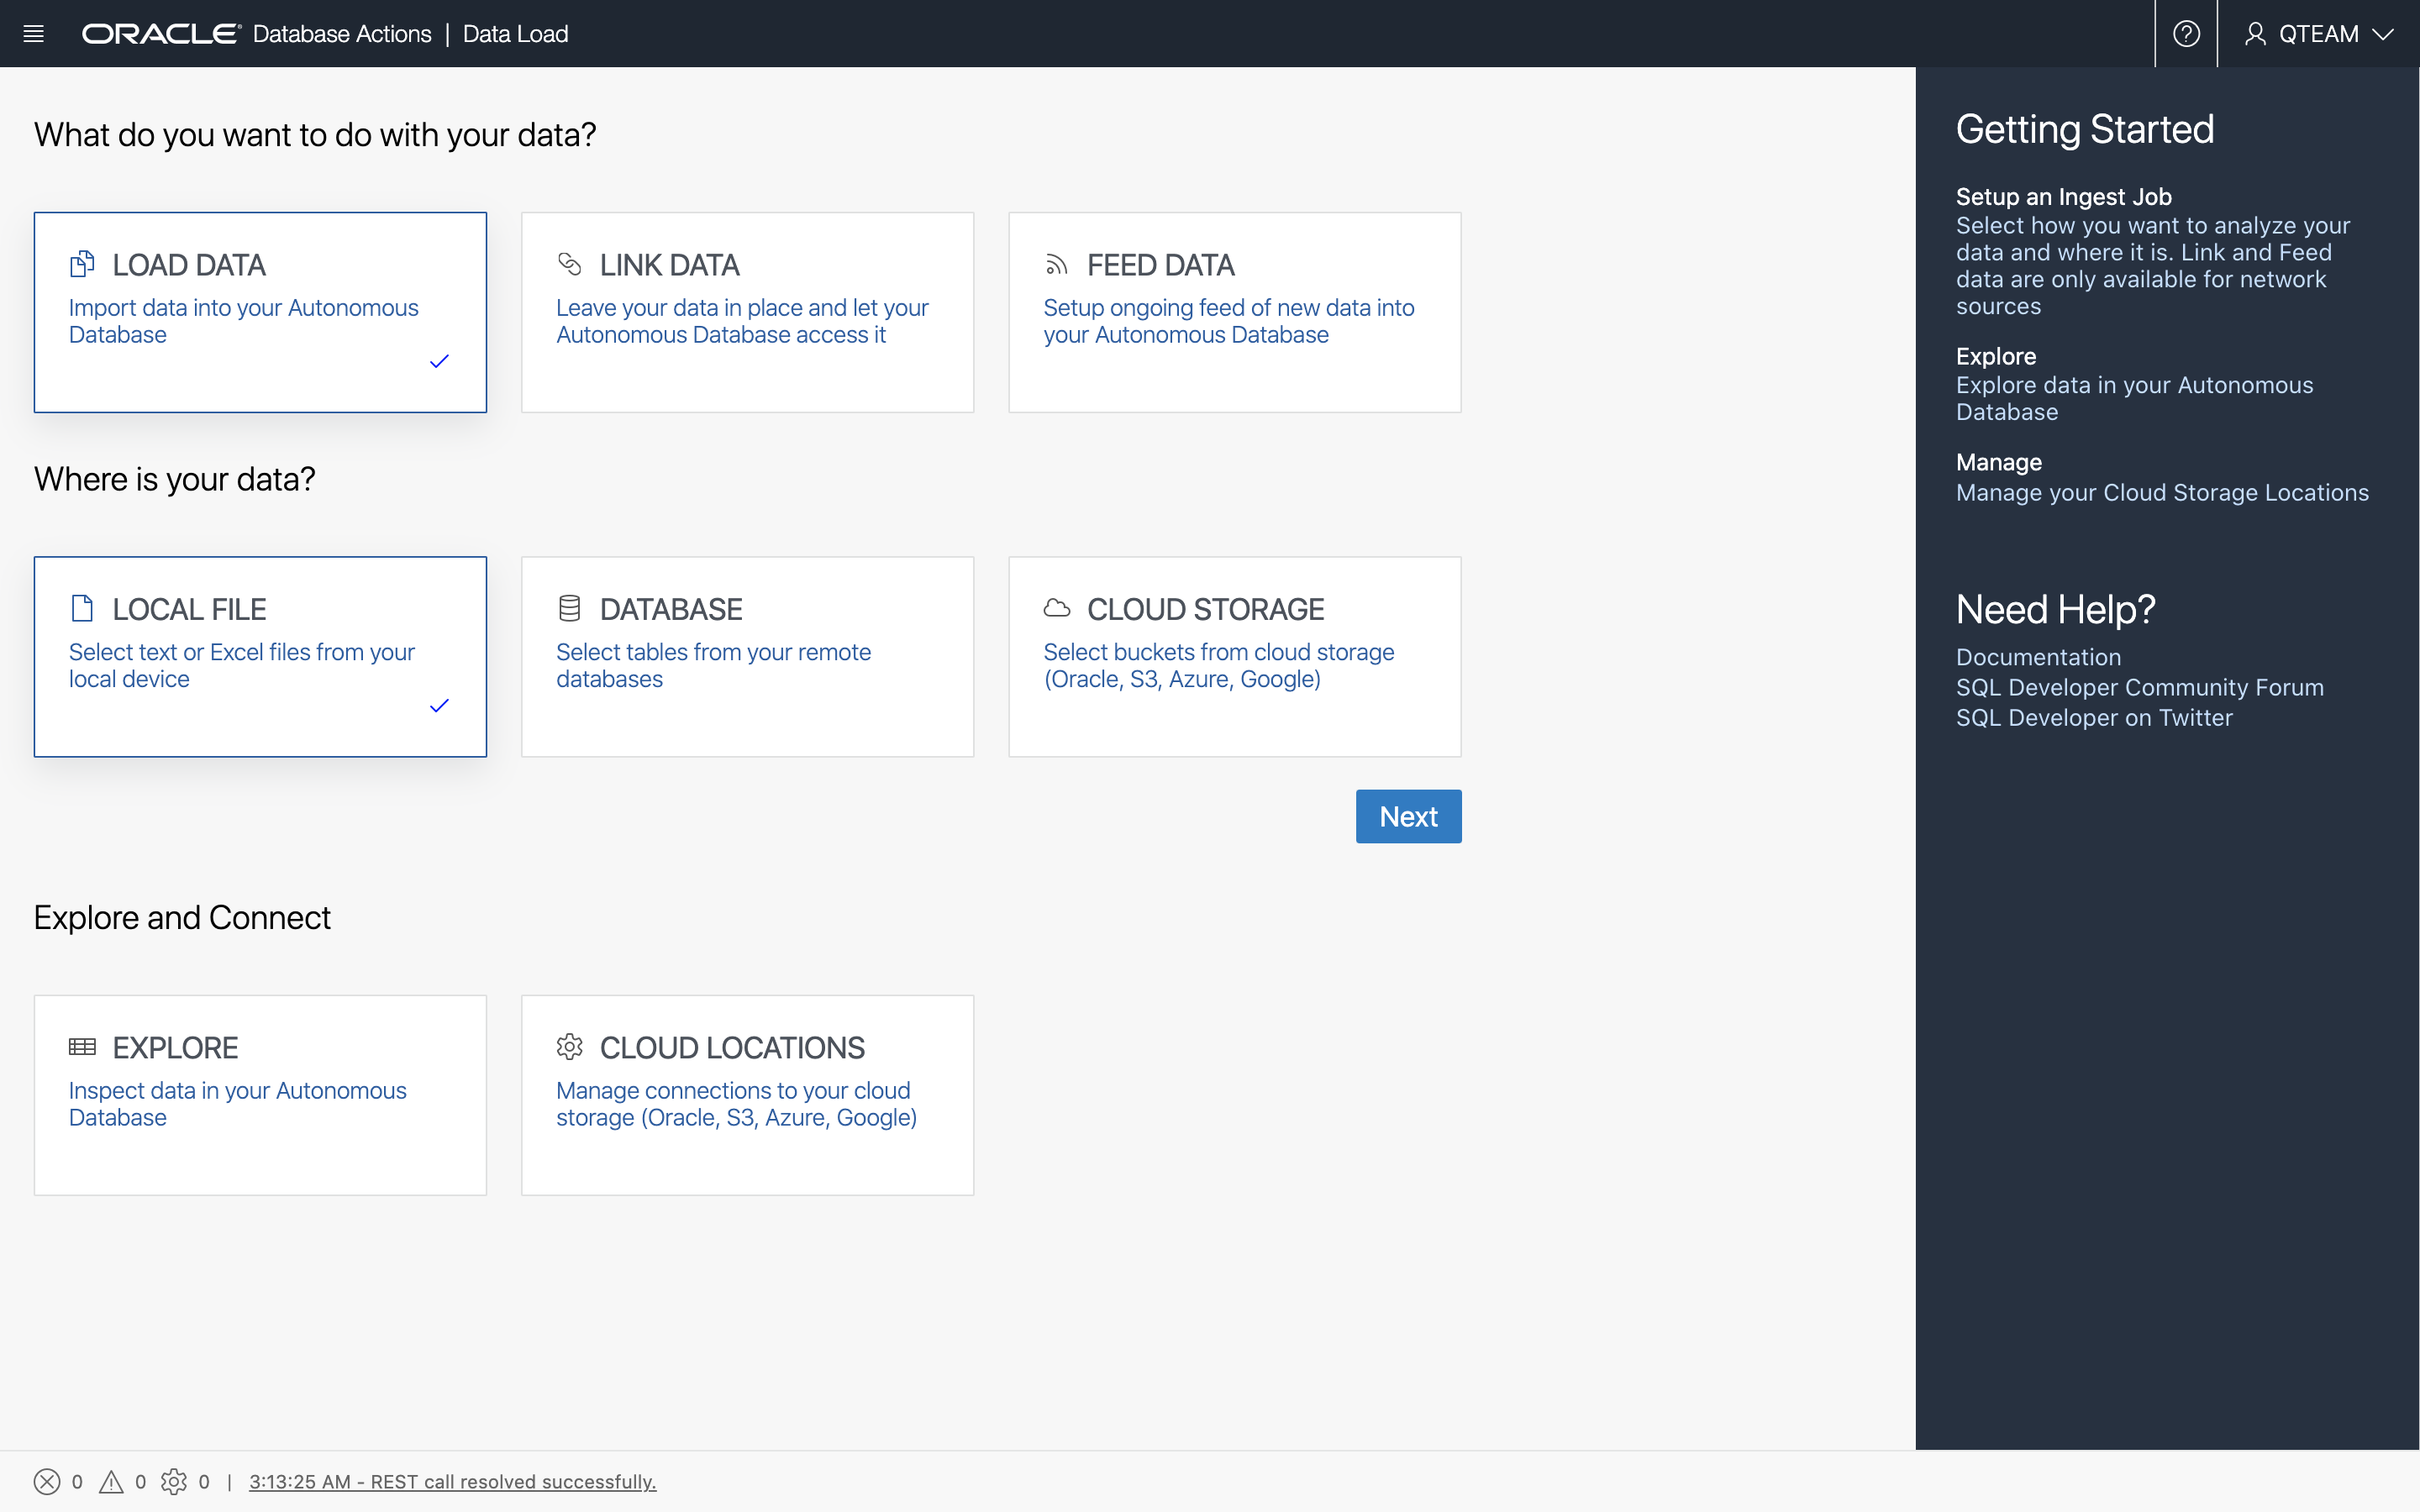 ORACLE® Database Actions | Data Load
QTEAM
What do you want to do with your data?
LOAD DATA
Import data into your Autonomous
Database
LINK DATA
Leave your data in place and let your
Autonomous Database access it
FEED DATA
Setup ongoing feed of new data into
your Autonomous Database
Where is your data?
LOCAL FILE
Select text or Excel files from your
local device
DATABASE
Select tables from your remote
databases
CLOUD STORAGE
Select buckets from cloud storage
(Oracle, S3, Azure, Google)
Next
Explore and Connect
EXPLORE
Inspect data in your Autonomous
Database
CLOUD LOCATIONS
Manage connections to your cloud
storage (Oracle, S3, Azure, Google)
Getting Started
Setup an Ingest Job
Select how you want to analyze your
data and where it is. Link and Feed
data are only available for network
sources
Explore
Explore data in your Autonomous
Database
Manage
Manage your Cloud Storage Locations
Need Help?
Documentation
SQL Developer Community Forum
SQL Developer on Twitter
0 0 0 | 3:13:25 AM - REST call resolved successfully.